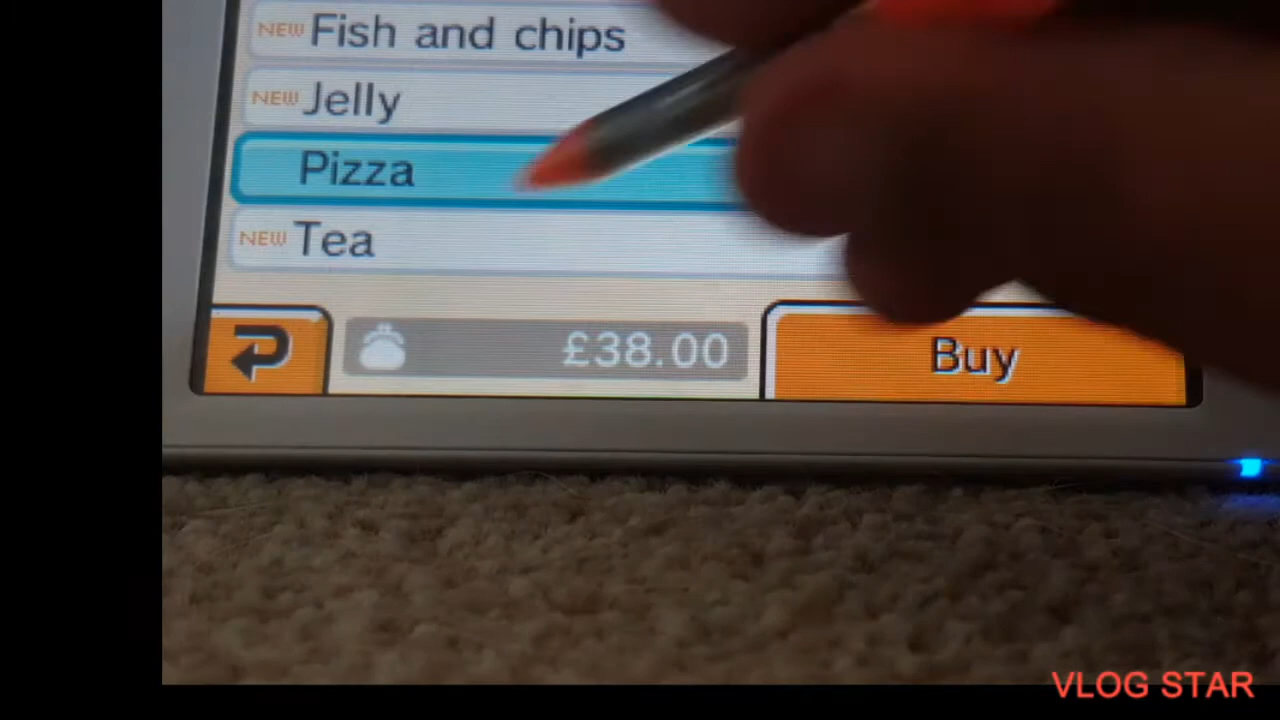 NEW Fish and chips
NEW Jelly
Pizza
NEW Tea
£38.00
Buy
VLOG STAR